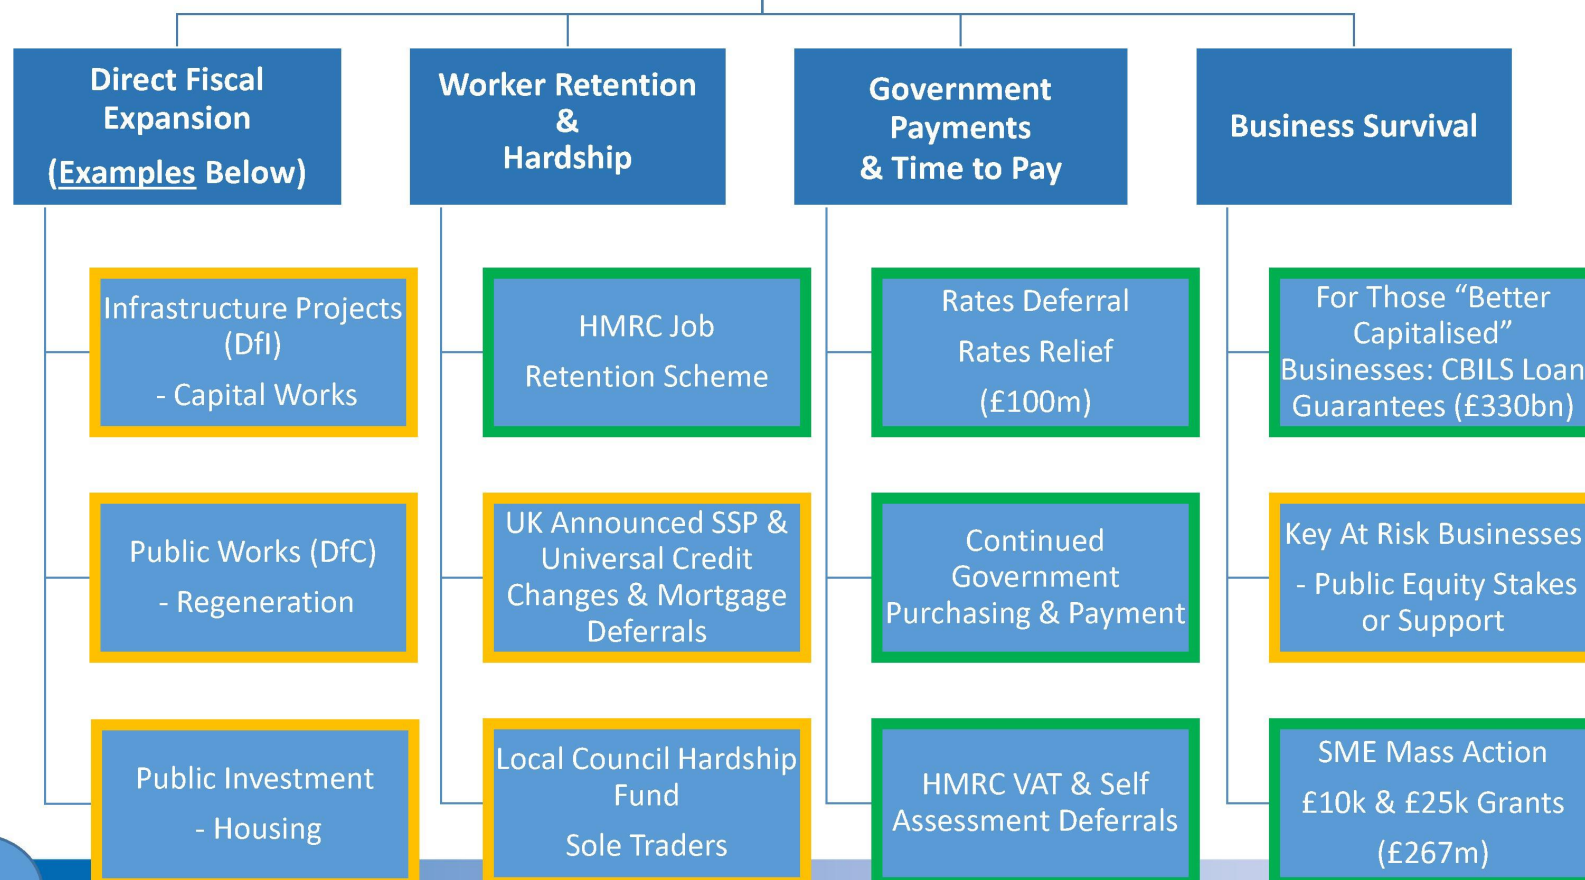 Direct Fiscal
Expansion
(Examples Below)
Infrastructure Projects
(DfI)
- Capital Works
Public Works (DfC)
- Regeneration
Public Investment
- Housing
Worker Retention
&
Hardship
HMRC Job
Retention Scheme
UK Announced SSP &
Universal Credit
Changes & Mortgage
Deferrals
Local Council Hardship
Fund
Sole Traders
Government
Payments
& Time to Pay
Rates Deferral
Rates Relief
(£100m)
Continued
Government
Purchasing & Payment
HMRC VAT & Self
Assessment Deferrals
Business Survival
For Those “Better
Capitalised”
Businesses: CBILS Loan
Guarantees (£330bn)
Key At Risk Businesses
- Public Equity Stakes
or Support
SME Mass Action
£10k & £25k Grants
(£267m)